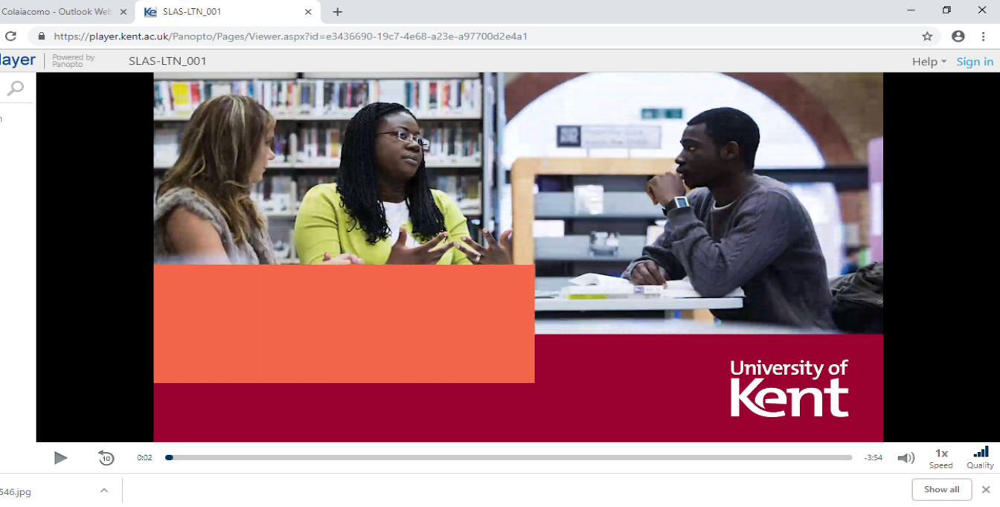 Colaiacomo - Outlook Web
SLAS-LTN_001
https://player.kent.ac.uk/Panopto/Pages/Viewer.aspx?id=e3436690-19c7-4e68-a23e-a97700d2e4a1
layer
Powered by
Panopto
SLAS-LTN_001
Help
Sign in
University of
Kent
10
0:02
-3:54
1x
Speed
Quality
546.jpg
Show all